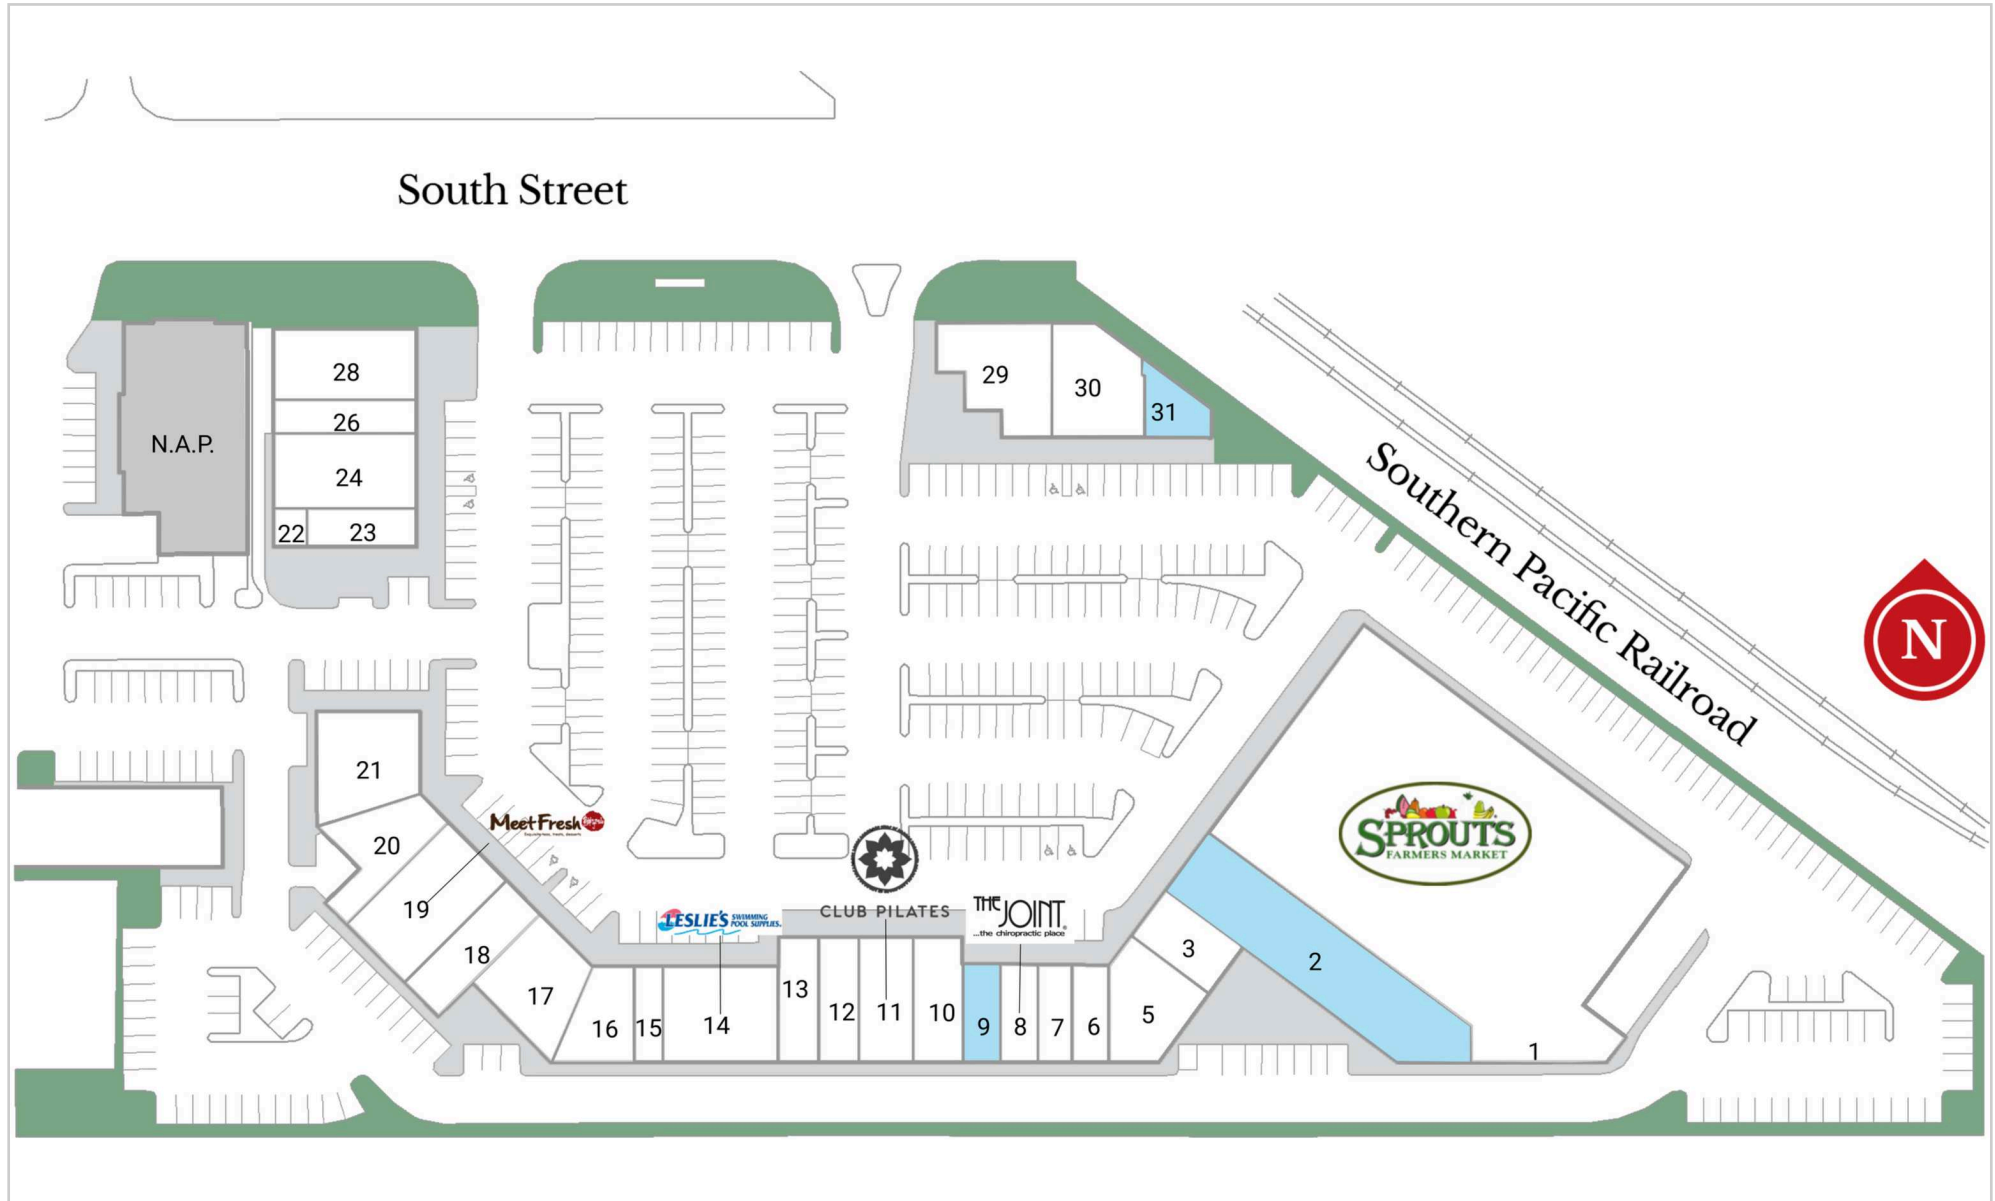 South Street
28
26
N.A.P.
24
22
23
29
30
31
Southern Pacific Railroad
N
21
20
19
MeetFresh
18
17
16
15
LESLIE'S
SWIMMING
POOL SUPPLIES.
14
13
12
CLUB PILATES
11
10
9
THE JOINT
...the chiropractic place
8
7
6
5
3
2
SPROUTS
FARMERS MARKET
1